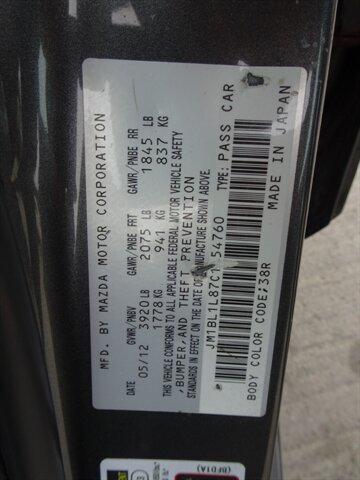 MFD. BY MAZDA MOTOR CORPORATION
GVWR/PNBV GAWR/PNBE FRT GAWR/PNBE RR
05/12 3920 LB 2075 LB 1845 LB
1778 KG 941 KG 837 KG
THIS VEHICLE CONFORMS TO ALL APPLICABLE FEDERAL MOTOR VEHICLE SAFETY
,BUMPER,AND THEFT PREVENTION
STANDARDS IN EFFECT ON THE DATE OF MANUFACTURE SHOWN ABOVE.
JM1BL1L87C1 54760 TYPE: PASS CAR
MADE IN JAPAN
BODY COLOR CODE:38R
(BFD1A)